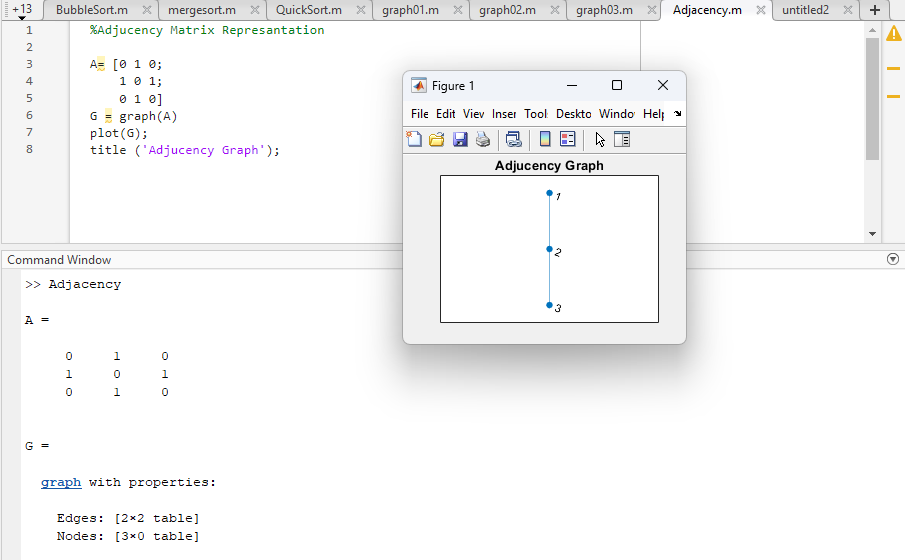 +13 BubbleSort.m mergesort.m QuickSort.m graph01.m graph02.m graph03.m Adjacency.m untitled2
1 %Adjucency Matrix Represantation
2
3 A= [0 1 0;
4 1 0 1;
5 0 1 0]
6 G = graph(A)
7 plot(G);
8 title ('Adjucency Graph');
Figure 1
File Edit View Inser Tool Deskto Windo Help
Adjucency Graph
1
2
3
Command Window
>> Adjacency
A =
0 1 0
1 0 1
0 1 0
G =
graph with properties:
Edges: [2×2 table]
Nodes: [3×0 table]